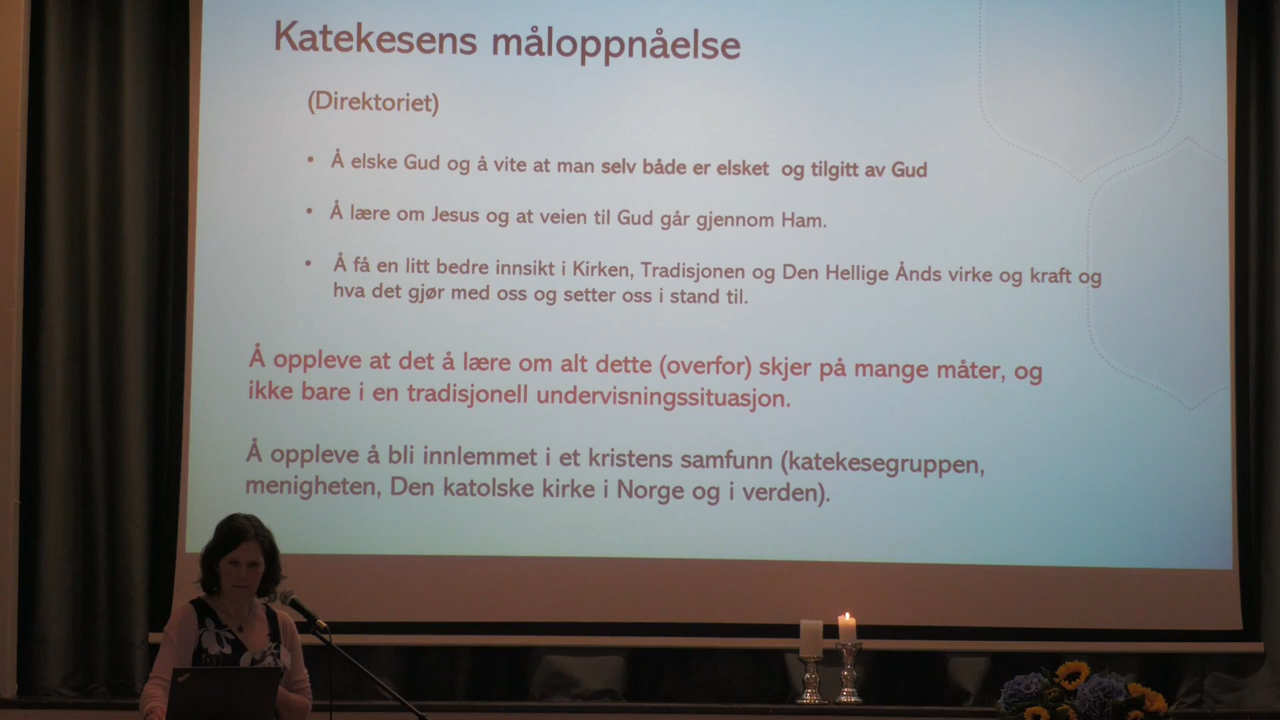 Katekesens måloppnåelse
(Direktoriet)
• Å elske Gud og å vite at man selv både er elsket og tilgitt av Gud
• Å lære om Jesus og at veien til Gud går gjennom Ham.
• Å få en litt bedre innsikt i Kirken, Tradisjonen og Den Hellige Ånds virke og kraft og
hva det gjør med oss og setter oss i stand til.
Å oppleve at det å lære om alt dette (overfor) skjer på mange måter, og
ikke bare i en tradisjonell undervisningssituasjon.
Å oppleve å bli innlemmet i et kristens samfunn (katekesegruppen,
menigheten, Den katolske kirke i Norge og i verden).